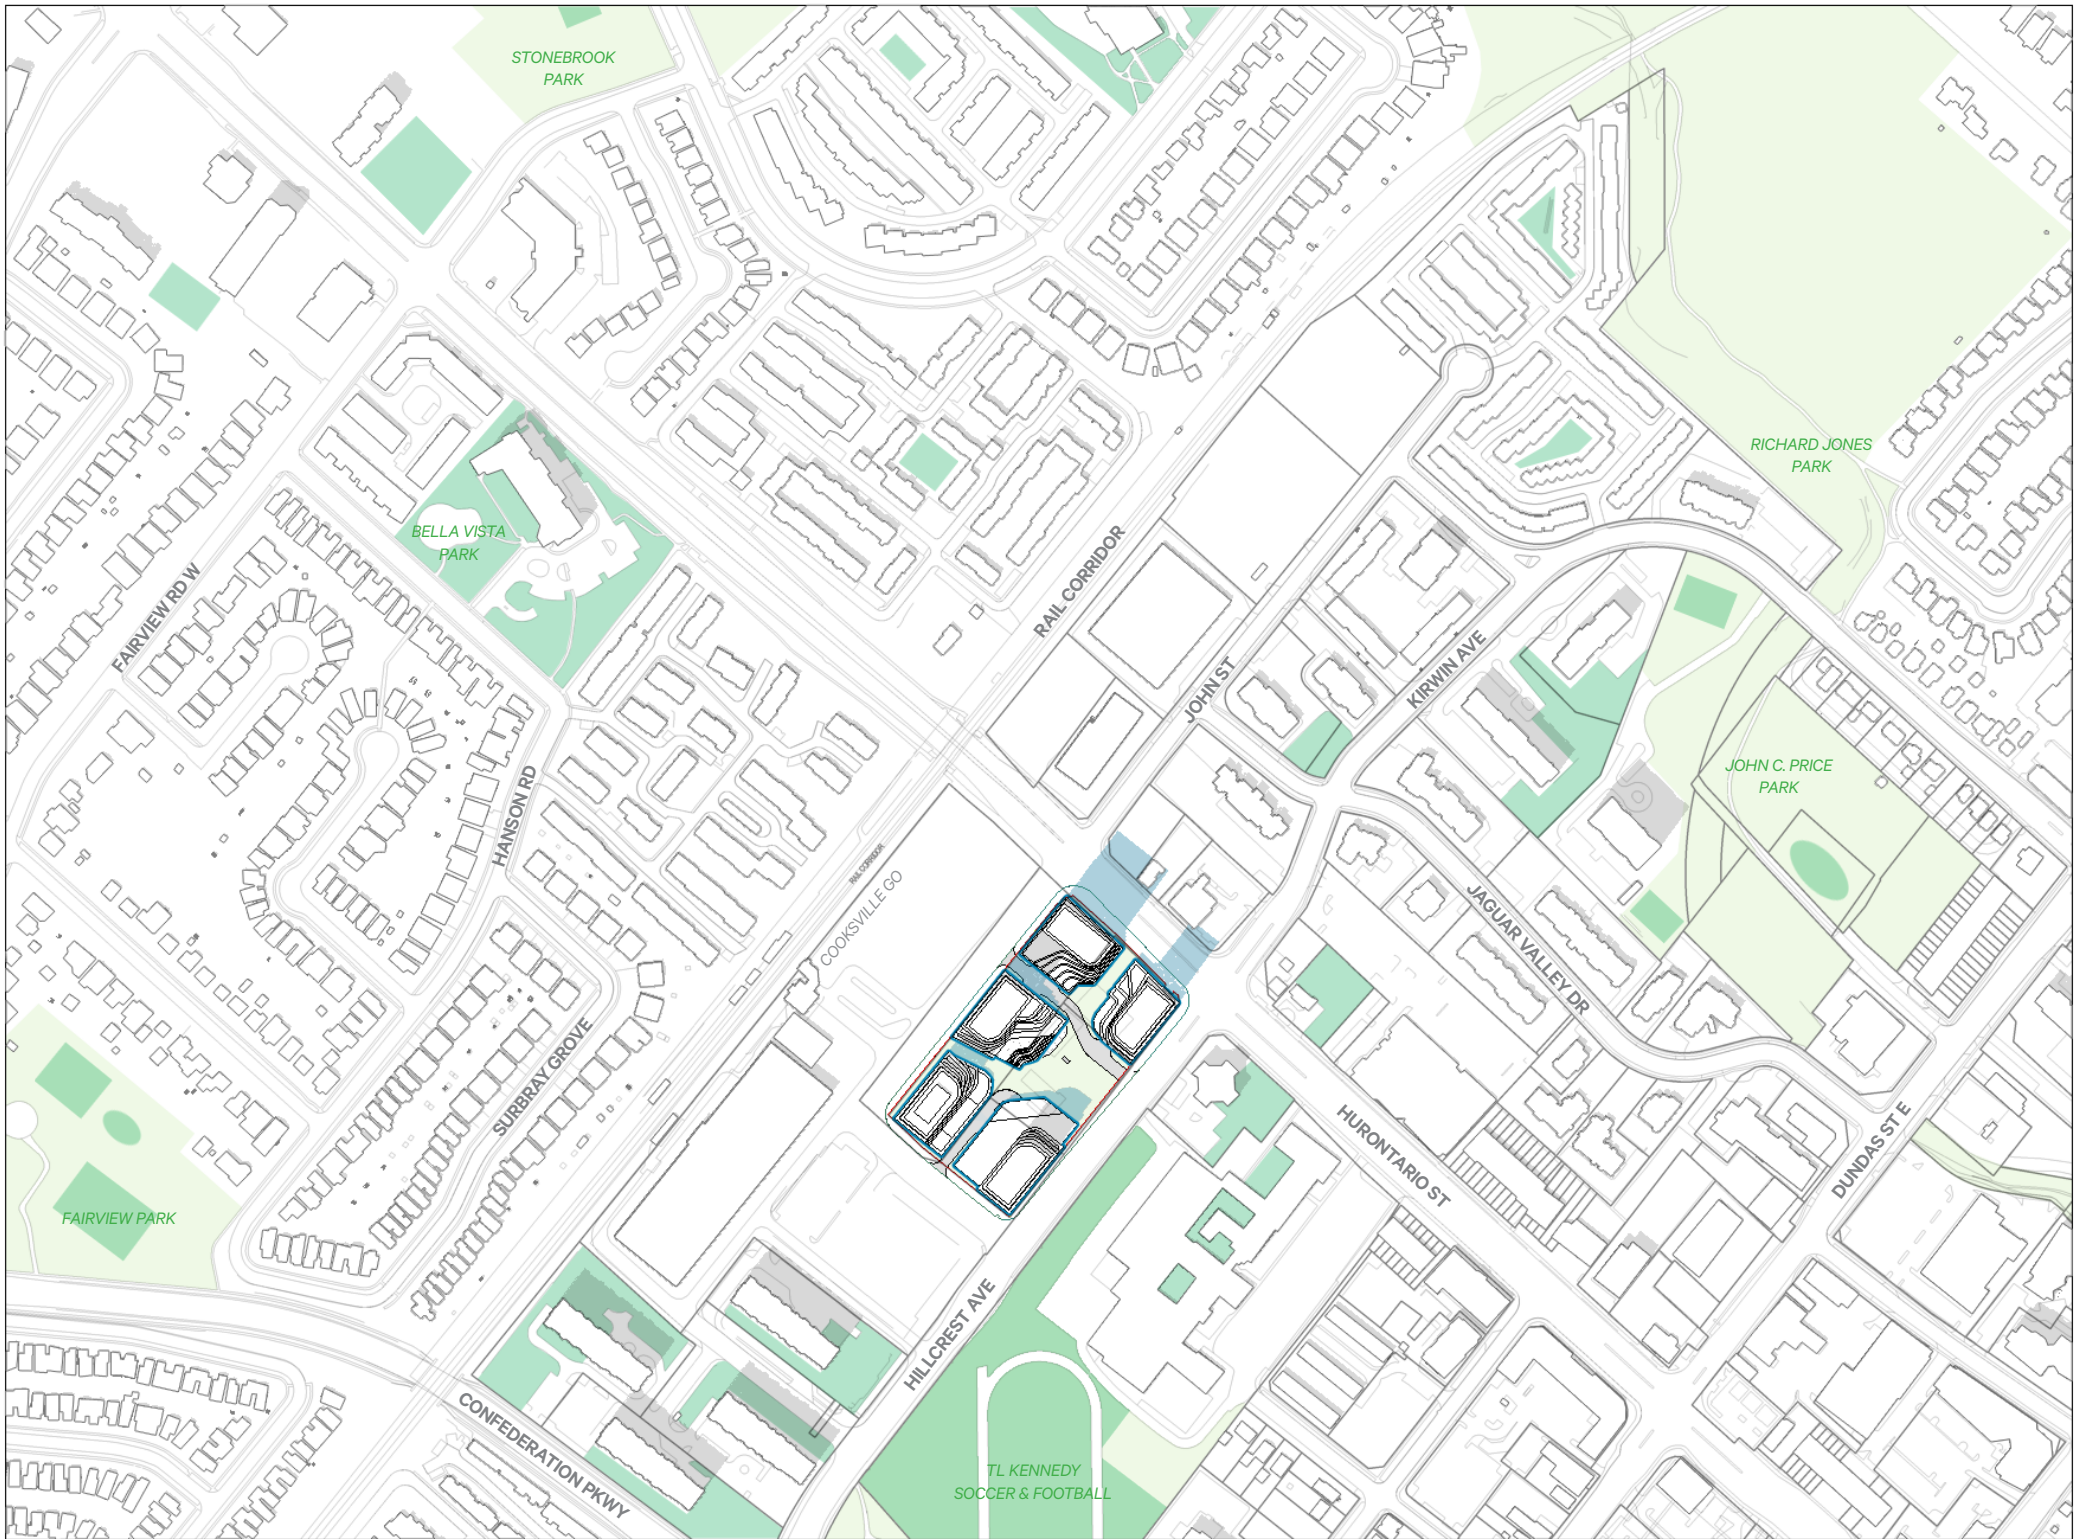 STONEBROOK
PARK
RICHARD JONES
PARK
BELLA VISTA
PARK
RAIL CORRIDOR
FAIRVIEW RD W
JOHN ST
KIRWIN AVE
JOHN C. PRICE
PARK
HANSON RD
RAIL CORRIDOR
COOKSVILLE GO
JAGUAR VALLEY DR
SURBRAY GROVE
HURONTARIO ST
DUNDAS ST E
FAIRVIEW PARK
HILLCREST AVE
CONFEDERATION PKWY
TL KENNEDY
SOCCER & FOOTBALL